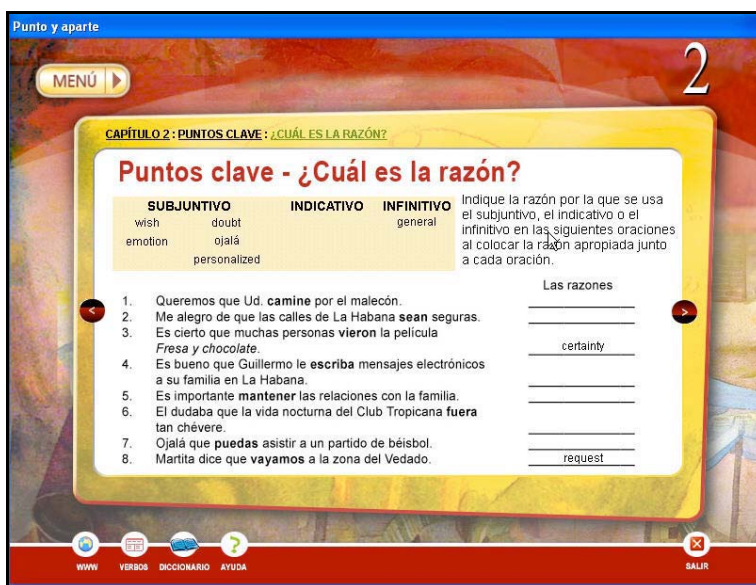 Punto y aparte
2
MENÚ
CAPÍTULO 2 : PUNTOS CLAVE : ¿CUÁL ES LA RAZÓN?
Puntos clave - ¿Cuál es la razón?
SUBJUNTIVO INDICATIVO INFINITIVO
wish doubt general
emotion ojalá
personalized
Indique la razón por la que se usa
el subjuntivo, el indicativo o el
infinitivo en las siguientes oraciones
al colocar la razón apropiada junto
a cada oración.
Las razones
1. Queremos que Ud. camine por el malecón.
2. Me alegro de que las calles de La Habana sean seguras.
3. Es cierto que muchas personas vieron la película
Fresa y chocolate. certainty
4. Es bueno que Guillermo le escriba mensajes electrónicos
a su familia en La Habana.
5. Es importante mantener las relaciones con la familia.
6. El dudaba que la vida nocturna del Club Tropicana fuera
tan chévere.
7. Ojalá que puedas asistir a un partido de béisbol.
8. Martita dice que vayamos a la zona del Vedado. request
WWW VERBOS DICCIONARIO AYUDA SALIR